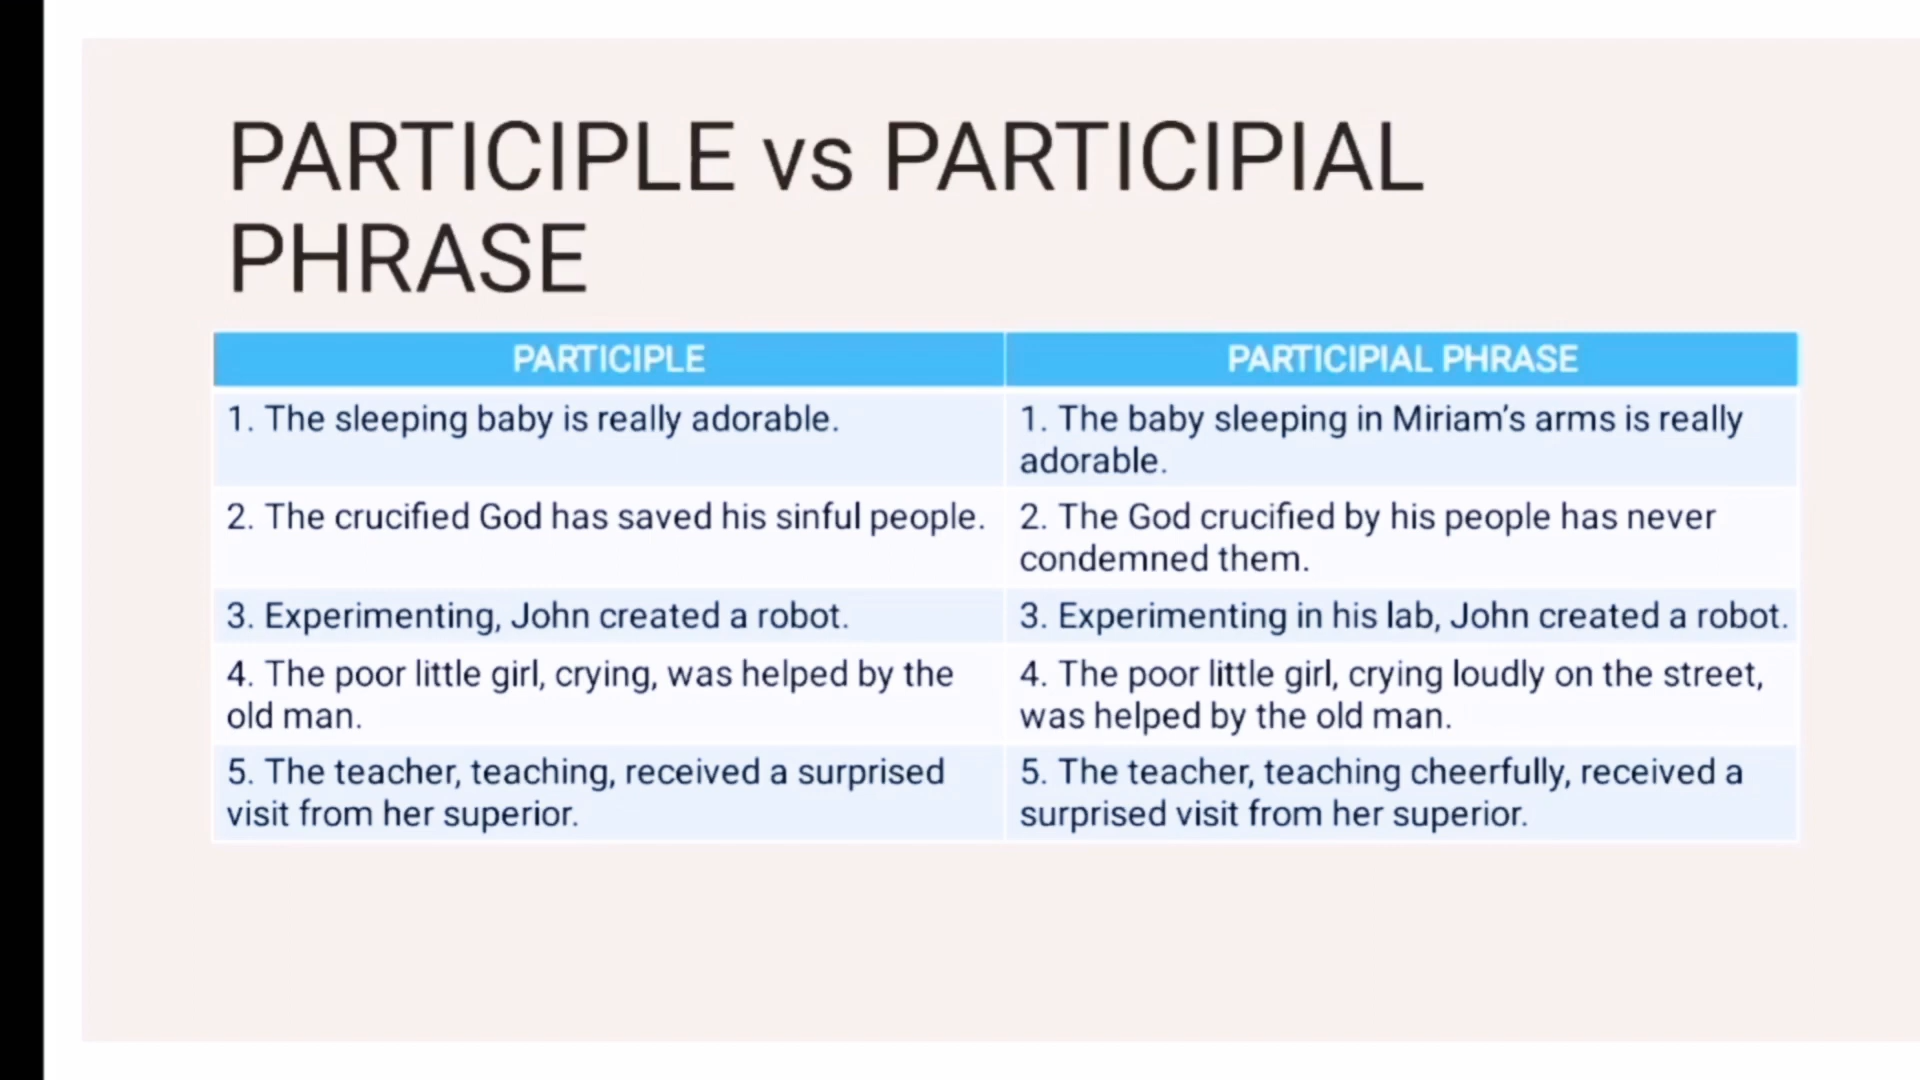 PARTICIPLE vs PARTICIPIAL
PHRASE
PARTICIPLE
PARTICIPIAL PHRASE
1. The sleeping baby is really adorable.
1. The baby sleeping in Miriam’s arms is really
adorable.
2. The crucified God has saved his sinful people.
2. The God crucified by his people has never
condemned them.
3. Experimenting, John created a robot.
3. Experimenting in his lab, John created a robot.
4. The poor little girl, crying, was helped by the
old man.
4. The poor little girl, crying loudly on the street,
was helped by the old man.
5. The teacher, teaching, received a surprised
visit from her superior.
5. The teacher, teaching cheerfully, received a
surprised visit from her superior.